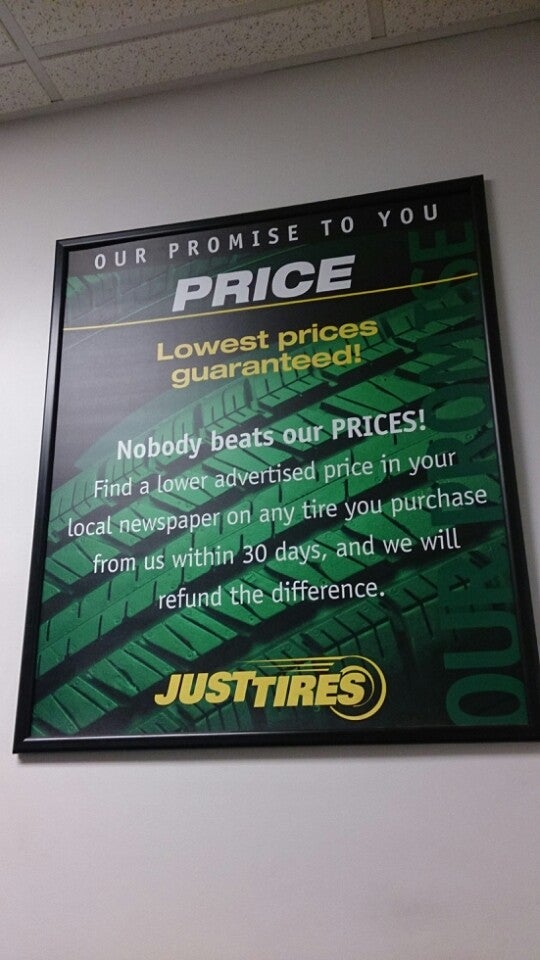 OUR PROMISE TO YOU
PRICE
Lowest prices
guaranteed!
Nobody beats our PRICES!
Find a lower advertised price in your
local newspaper on any tire you purchase
from us within 30 days, and we will
refund the difference.
JUSTTIRES
OUR PROMISE